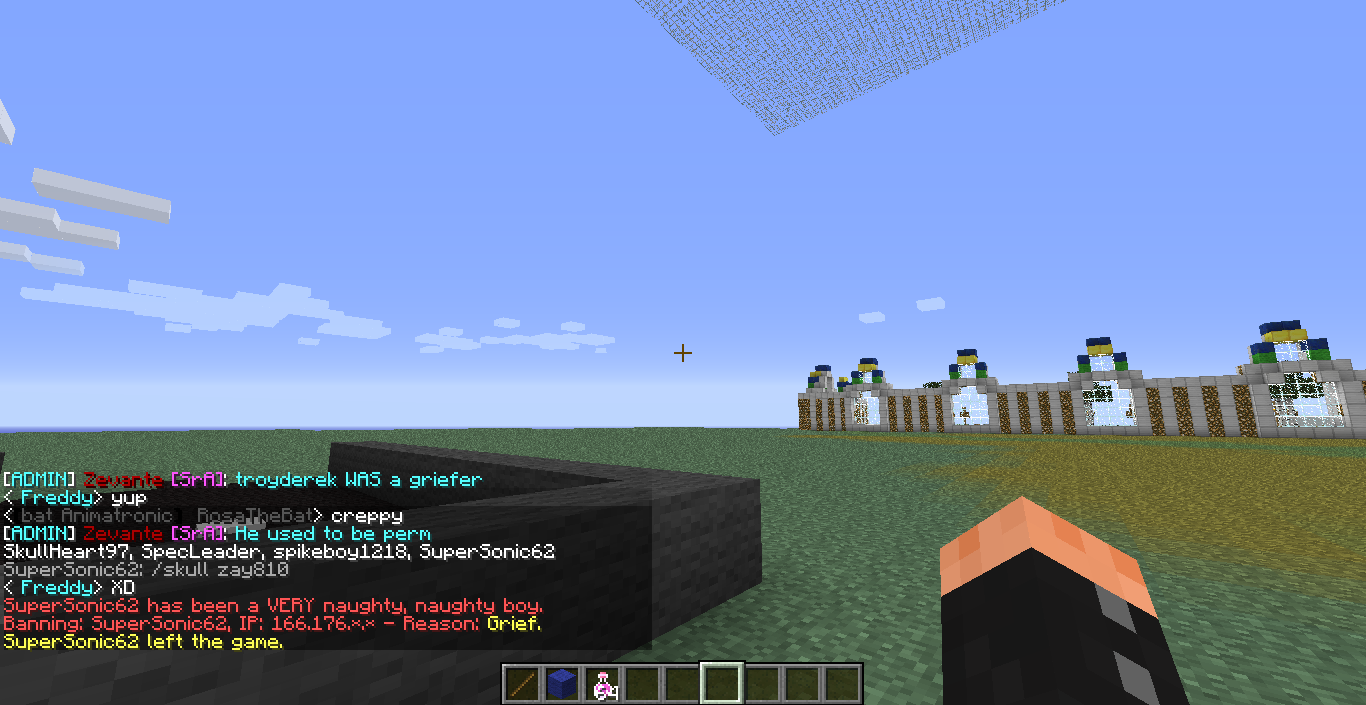 [ADMIN] Zevante [SrA]: troyderek WAS a griefer
< Freddy> yup
< bat Animatronic  RosaTheBat> creppy
[ADMIN] Zevante [SrA]: He used to be perm
SkullHeart97, SpecLeader, spikeboy1218, SuperSonic62
SuperSonic62: /skull zay810
< Freddy> XD
SuperSonic62 has been a VERY naughty, naughty boy.
Banning: SuperSonic62, IP: 166.176.×.× - Reason: Grief.
SuperSonic62 left the game.